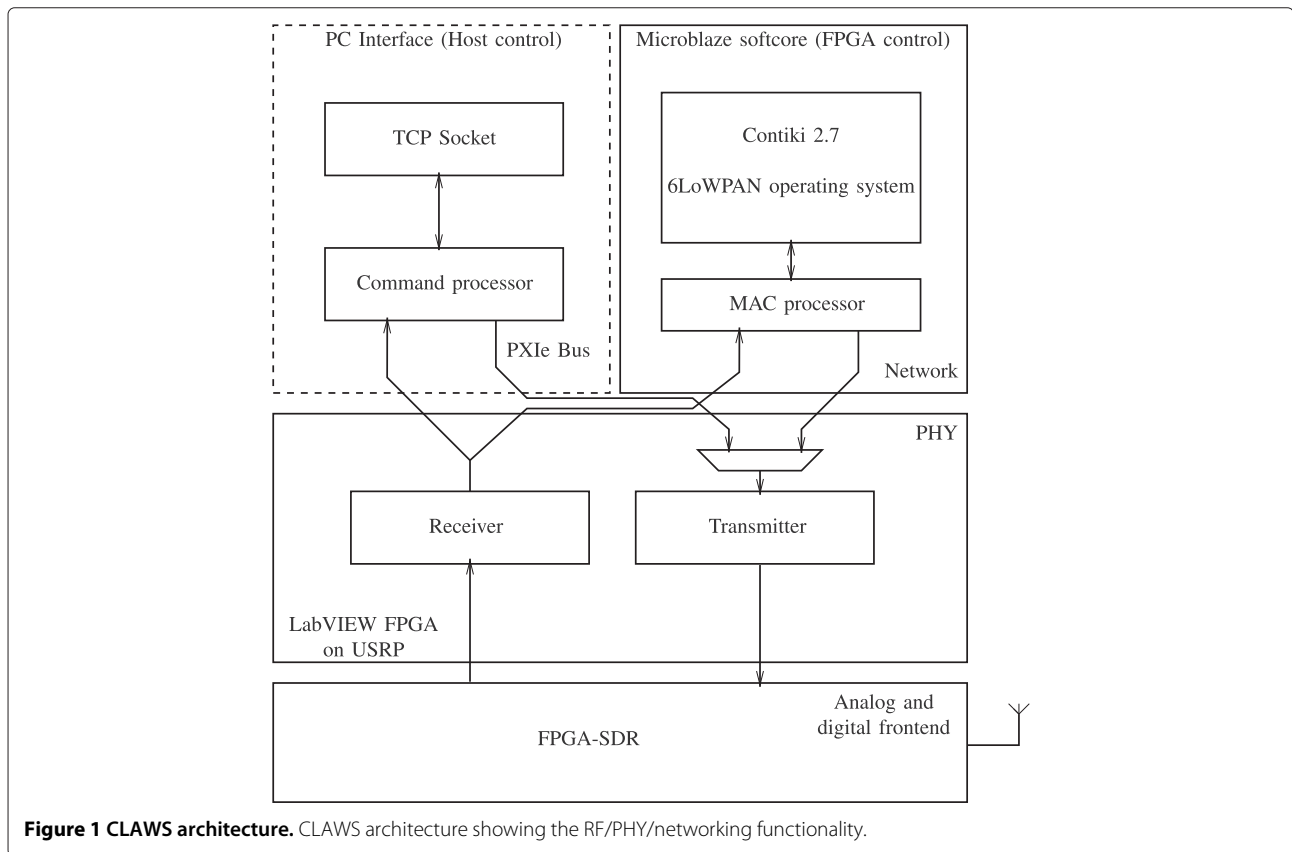 PC Interface (Host control)
TCP Socket
Command processor
PXIe Bus
Microblaze softcore (FPGA control)
Contiki 2.7
6LoWPAN operating system
MAC processor
Network
PHY
Receiver
Transmitter
LabVIEW FPGA
on USRP
Analog and
digital frontend
FPGA-SDR
Figure 1 CLAWS architecture. CLAWS architecture showing the RF/PHY/networking functionality.